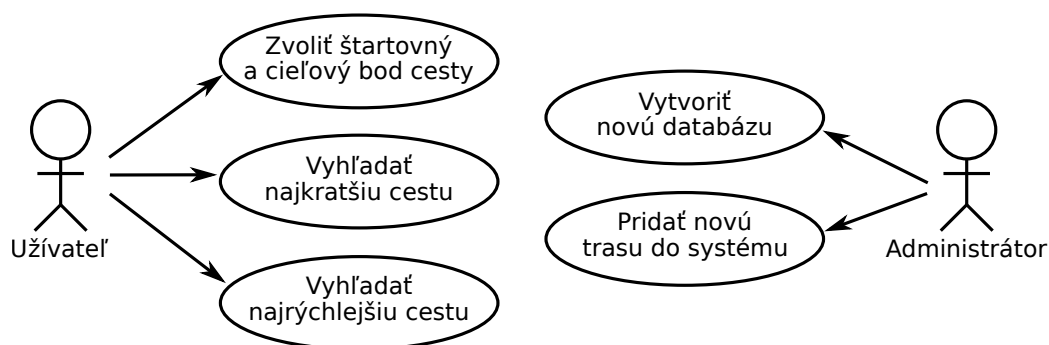 Zvoliť štartovný
a cieľový bod cesty
Vyhľadať
najkratšiu cestu
Vyhľadať
najrýchlejšiu cestu
Užívateľ
Vytvoriť
novú databázu
Pridať novú
trasu do systému
Administrátor